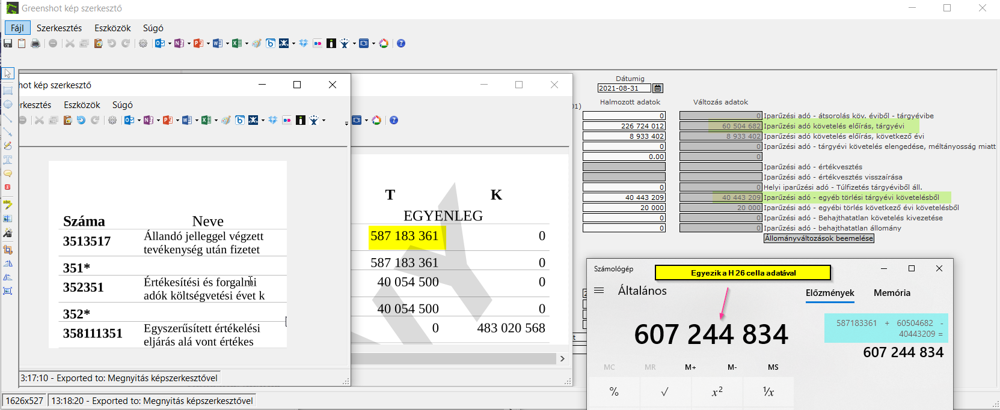 Greenshot kép szerkesztő
Fájl Szerkesztés Eszközök Súgó
hot kép szerkesztő
rkesztés Eszközök Súgó
Száma Neve
3513517 Állandó jelleggel végzett
tevékenység után fizetet
351*
352351 Értékesítési és forgalmi
adók költségvetési évet k
352*
358111351 Egyszerűsített értékelési
eljárás alá vont értékes
3:17:10 - Exported to: Megnyitás képszerkesztővel
T K
EGYENLEG
587 183 361 0
587 183 361 0
40 054 500 0
40 054 500 0
0 483 020 568
Dátumig
2021-08-31
01)
Halmozott adatok Változás adatok
0 0 Iparűzési adó - átsorolás köv. éviből - tárgyévibe
226 724 012 60 504 682 Iparűzési adó követelés előírás, tárgyévi
8 933 402 8 933 402 Iparűzési adó követelés előírás, következő évi
0 0 Iparűzési adó - tárgyévi követelés elengedése, méltányosság miatt
0.00 0
Iparűzési adó - értékvesztés
Iparűzési adó - értékvesztés visszaírása
0 0 Helyi iparűzési adó - Túlfizetés tárgyéviből áll.
40 443 209 40 443 209 Iparűzési adó - egyéb törlési tárgyévi követelésből
20 000 20 000 Iparűzési adó - egyébi törlés következő évi követelésből
0 0 Iparűzési adó - Behajthatatlan követelés kivezetése
0 0 Iparűzési adó - behajthatatlan állomány
Állományváltozások beemelése
Számológép
Egyezik a H 26 cella adatával
Általános
Előzmények Memória
587183361 + 60504682 -
40443209 =
607 244 834
607 244 834
MC MR M+ M- MS
% √ x² ¹/x
1626x527 13:18:20 - Exported to: Megnyitás képszerkesztővel